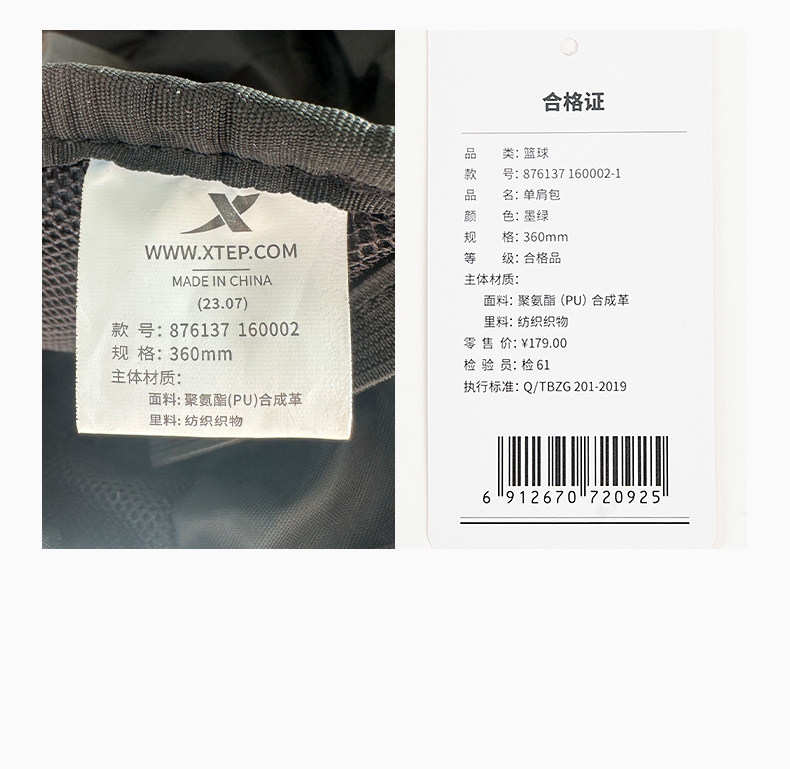 WWW.XTEP.COM
MADE IN CHINA
(23.07)
款 号: 876137 160002
规 格: 360mm
主体材质:
面料: 聚氨酯(PU)合成革
里料: 纺织织物
合格证
品 类: 篮球
款 号: 876137 160002-1
品 名: 单肩包
颜 色: 墨绿
规 格: 360mm
等 级: 合格品
主体材质:
面料: 聚氨酯 (PU) 合成革
里料: 纺织织物
零 售 价: ¥179.00
检 验 员: 检 61
执行标准: Q/TBZG 201-2019
6 912670 720925